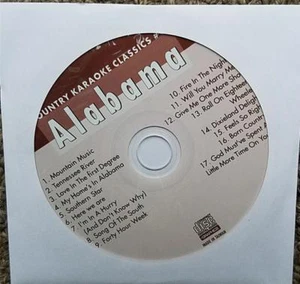 COUNTRY KARAOKE CLASSICS
Alabama
1. Mountain Music
2. Tennessee River
3. Love In The First Degree
4. My Home's In Alabama
5. Southern Star
6. Here we are
7. I'm In A Hurry
(And Don't Know Why)
8. Song Of The South
9. Forty Hour Week
10. Fire In The Night
11. Will You Marry Me
12. Give Me One More Shot
13. Roll On Eighteen
Wheeler
14. Dixieland Delight
15. Feels So Right
16. Born Country
17. God Must've Spent A
Little More Time On You